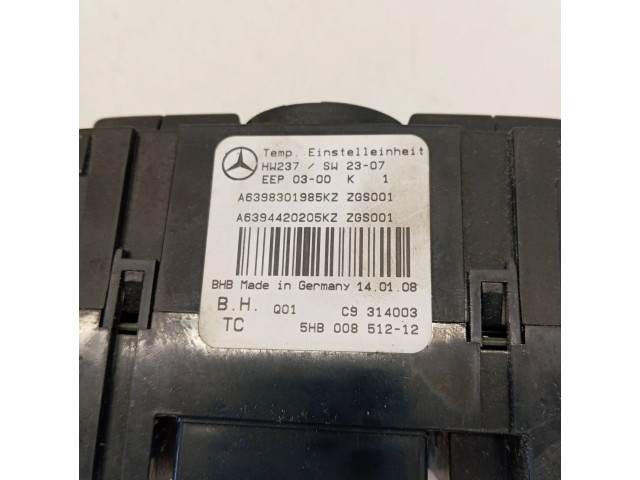 Temp. Einstelleinheit
HW237 / SW 23-07
EEP 03-00 K 1
A6398301985KZ ZGS001
A6394420205KZ ZGS001
BHB Made in Germany 14.01.08
B.H. Q01 C9 314003
TC 5HB 008 512-12